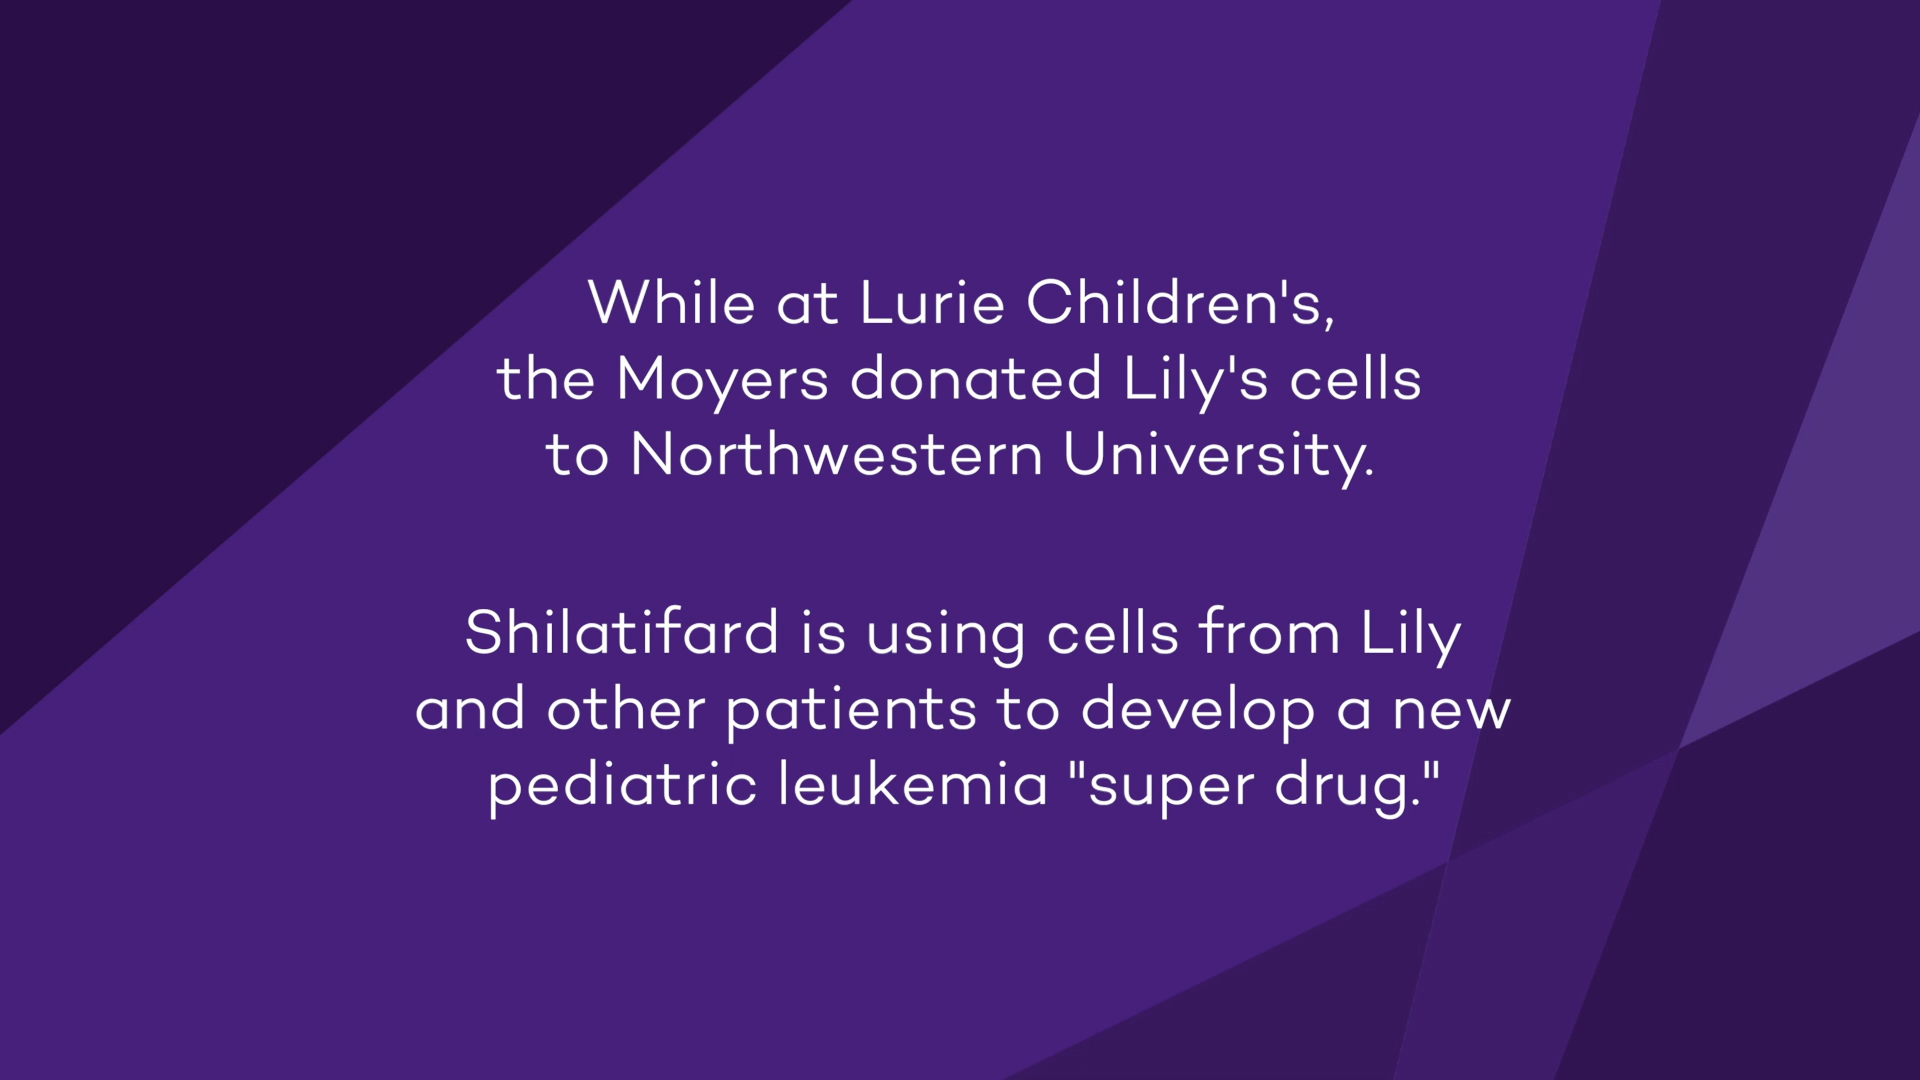 While at Lurie Children's,
the Moyers donated Lily's cells
to Northwestern University.
Shilatifard is using cells from Lily
and other patients to develop a new
pediatric leukemia "super drug."